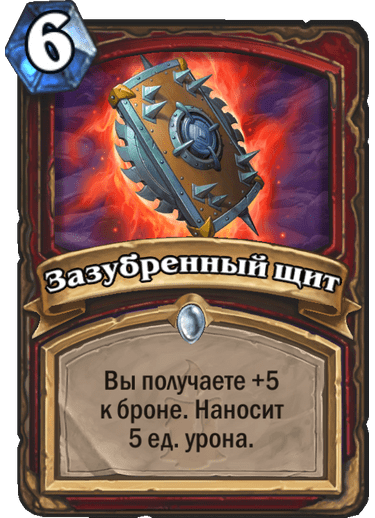 6
Зазубренный щит
Вы получаете +5
к броне. Наносит
5 ед. урона.